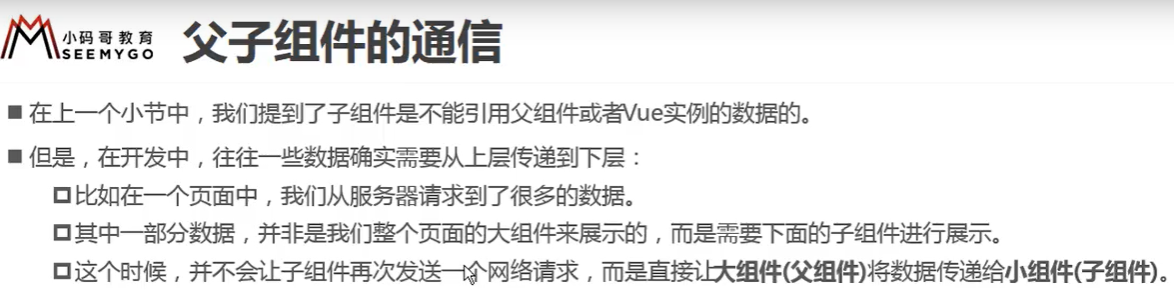 小码哥教育
SEEMYGO
父子组件的通信
在上一个小节中，我们提到了子组件是不能引用父组件或者Vue实例的数据的。
但是，在开发中，往往一些数据确实需要从上层传递到下层：
比如在一个页面中，我们从服务器请求到了很多的数据。
其中一部分数据，并非是我们整个页面的大组件来展示的，而是需要下面的子组件进行展示。
这个时候，并不会让子组件再次发送一个网络请求，而是直接让大组件(父组件)将数据传递给小组件(子组件)。